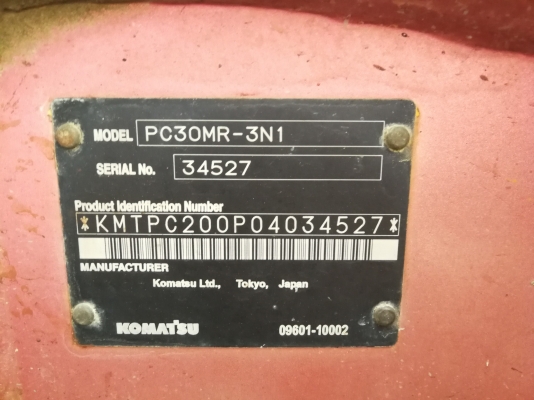 MODEL PC30MR-3N1
SERIAL No. 34527
Product Identification Number
*KMTPC200P04034527*
MANUFACTURER
Komatsu Ltd., Tokyo, Japan
KOMATSU 09601-10002